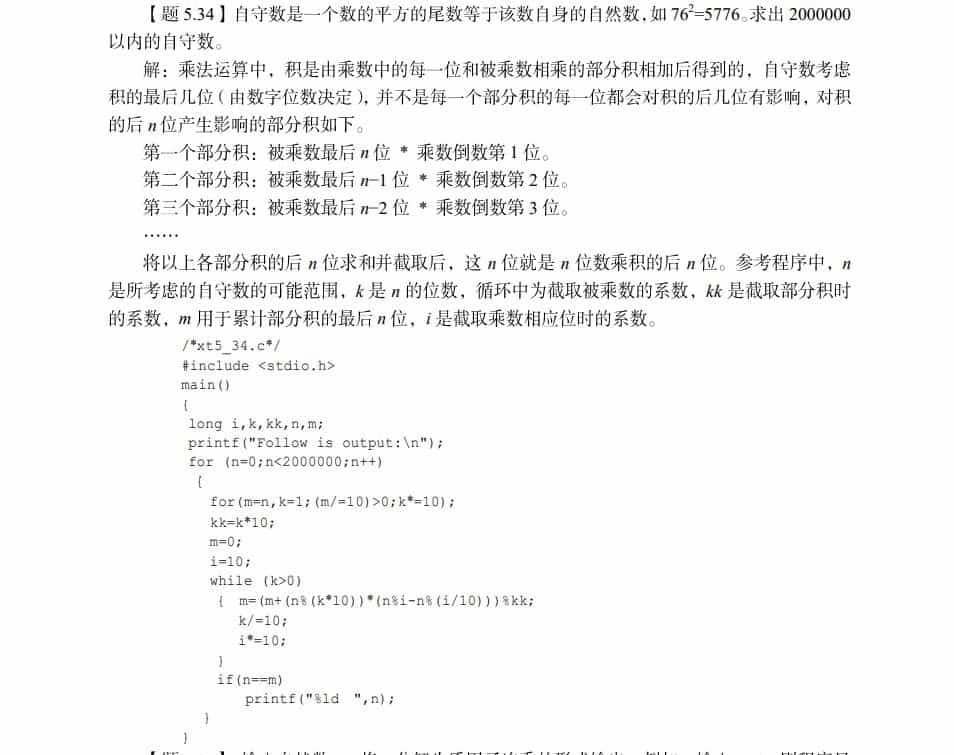 【题 5.34】自守数是一个数的平方的尾数等于该数自身的自然数,如 76²=5776。求出 2000000
以内的自守数。
解：乘法运算中，积是由乘数中的每一位和被乘数相乘的部分积相加后得到的，自守数考虑
积的最后几位（由数字位数决定），并不是每一个部分积的每一位都会对积的后几位有影响，对积
的后 n 位产生影响的部分积如下。
第一个部分积：被乘数最后 n 位 * 乘数倒数第 1 位。
第二个部分积：被乘数最后 n−1 位 * 乘数倒数第 2 位。
第三个部分积：被乘数最后 n−2 位 * 乘数倒数第 3 位。
……
将以上各部分积的后 n 位求和并截取后，这 n 位就是 n 位数乘积的后 n 位。参考程序中，n
是所考虑的自守数的可能范围，k 是 n 的位数，循环中为截取被乘数的系数，kk 是截取部分积时
的系数，m 用于累计部分积的最后 n 位，i 是截取乘数相应位时的系数。
/*xt5_34.c*/
#include <stdio.h>
main()
{
long i,k,kk,n,m;
printf("Follow is output:\n");
for (n=0;n<2000000;n++)
{
for(m=n,k=1;(m/=10)>0;k*=10);
kk=k*10;
m=0;
i=10;
while (k>0)
{ m=(m+(n%(k*10))*(n%i-n%(i/10)))%kk;
k/=10;
i*=10;
}
if(n==m)
printf("%ld ",n);
}
}